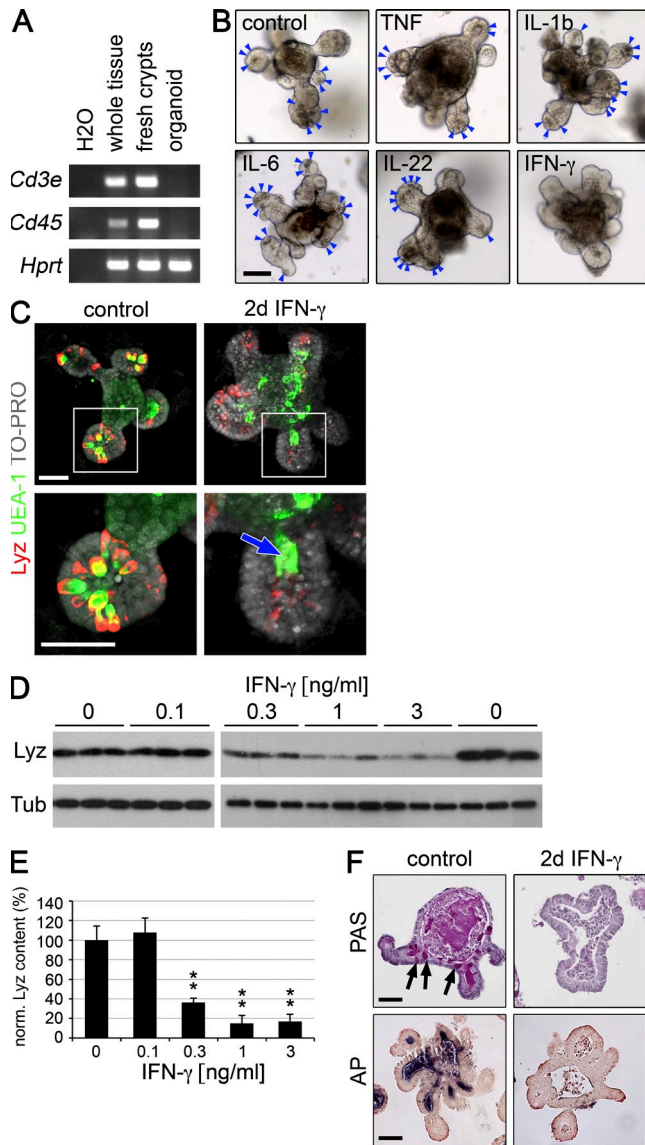 A
H2O
whole tissue
fresh crypts
organoid
Cd3e
Cd45
Hprt
B
control
TNF
IL-1b
IL-6
IL-22
IFN-γ
C
control
2d IFN-γ
Lyz UEA-1 TO-PRO
D
IFN-γ [ng/ml]
0 0.1 0.3 1 3 0
Lyz
Tub
E
norm. Lyz content (%)
140
120
100
80
60
40
20
0
** ** **
0 0.1 0.3 1 3
IFN-γ [ng/ml]
F
control
2d IFN-γ
PAS
AP